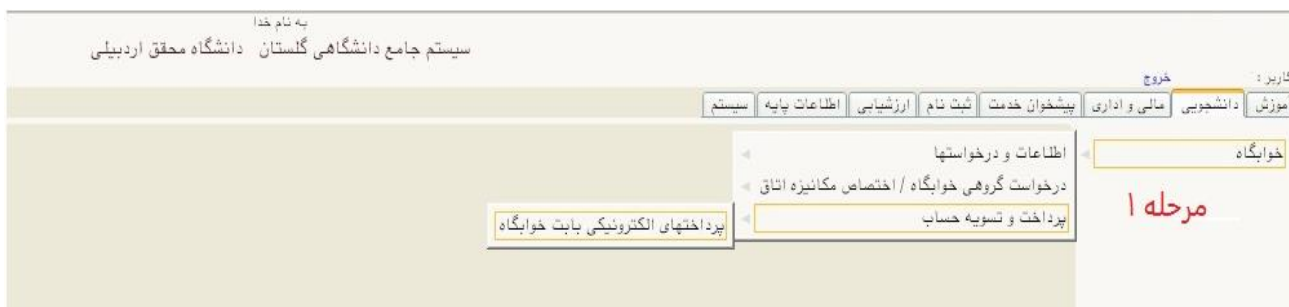 به نام خدا
سیستم جامع دانشگاهی گلستان دانشگاه محقق اردبیلی
کاربر : خروج
آموزش دانشجویی مالی و اداری پیشخوان خدمت ثبت نام ارزشیابی اطلاعات پایه سیستم
خوابگاه
اطلاعات و درخواستها
درخواست گروهی خوابگاه / اختصاص مکانیزه اتاق
پرداخت و تسویه حساب
پرداختهای الکترونیکی بابت خوابگاه
مرحله ۱